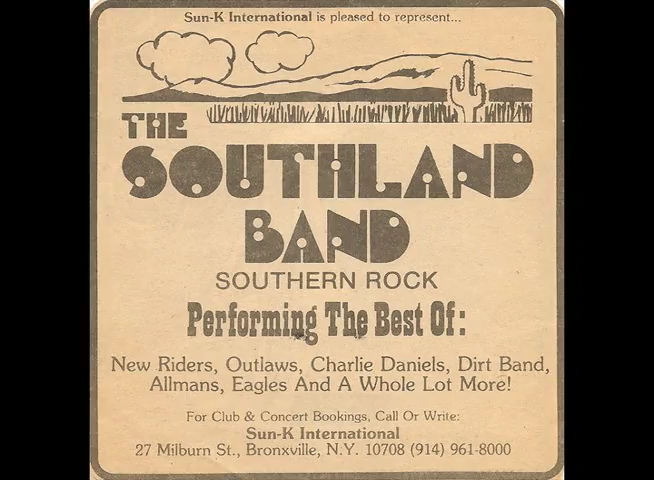 Sun-K International is pleased to represent...
THE
SOUTHLAND
BAND
SOUTHERN ROCK
Performing The Best Of:
New Riders, Outlaws, Charlie Daniels, Dirt Band,
Allmans, Eagles And A Whole Lot More!
For Club & Concert Bookings, Call Or Write:
Sun-K International
27 Milburn St., Bronxville, N.Y. 10708 (914) 961-8000